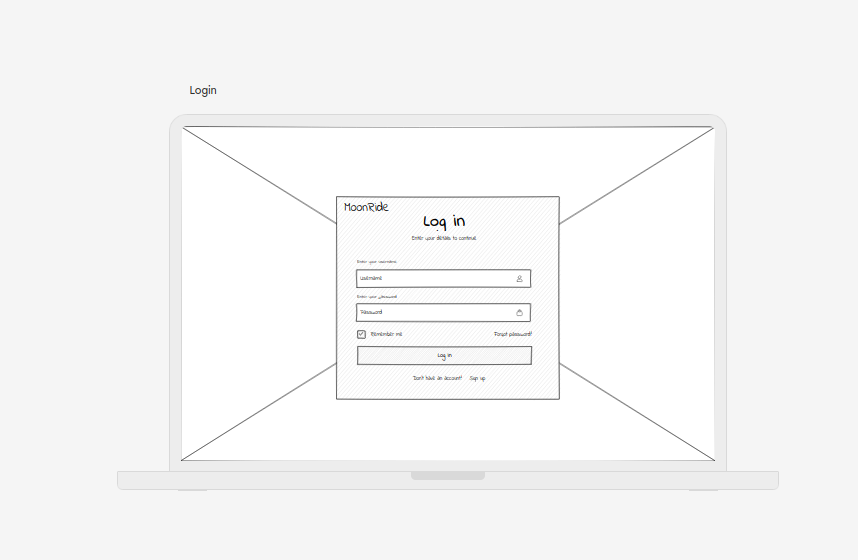 Login
MoonRide
Log in
Enter your details to continue
Enter your username
Username
Enter your password
Password
Remember me
Forgot password?
Log in
Don't have an account? Sign up